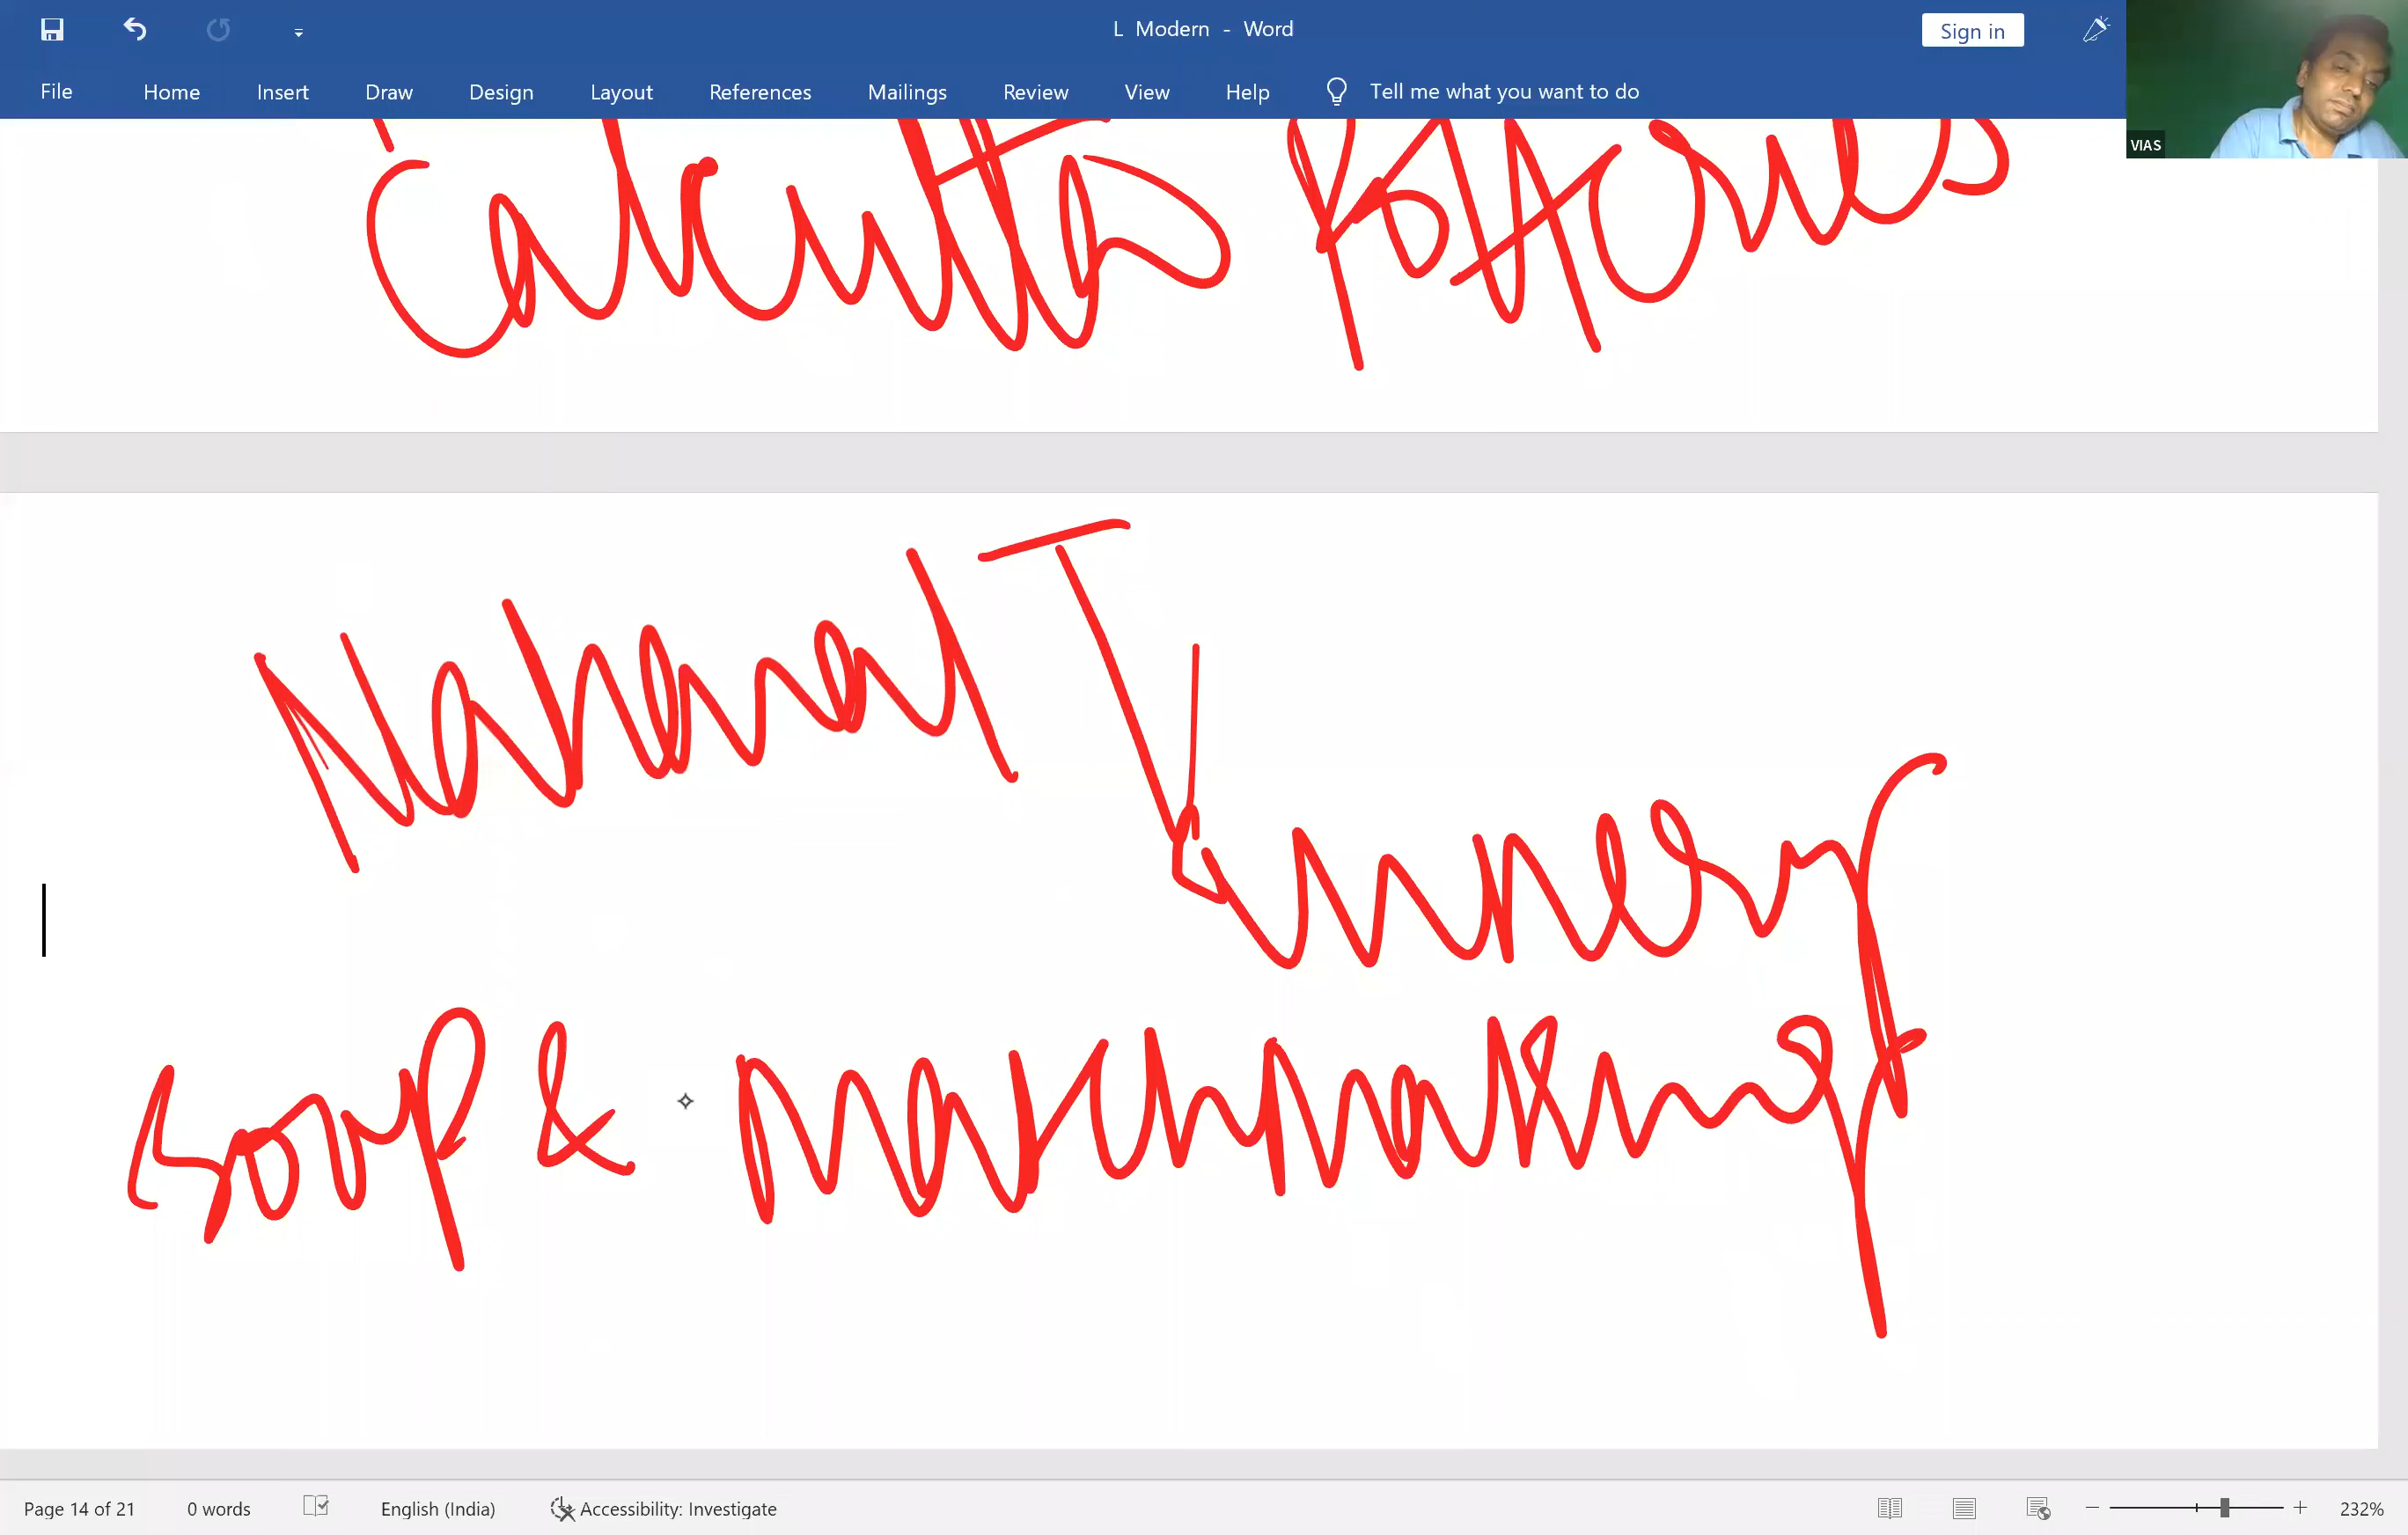 L Modern - Word
Sign in
File Home Insert Draw Design Layout References Mailings Review View Help Tell me what you want to do
VIAS
Calcutta Potteries
National Tannery
Soap & Matchmaking
Page 14 of 21 0 words English (India) Accessibility: Investigate 232%